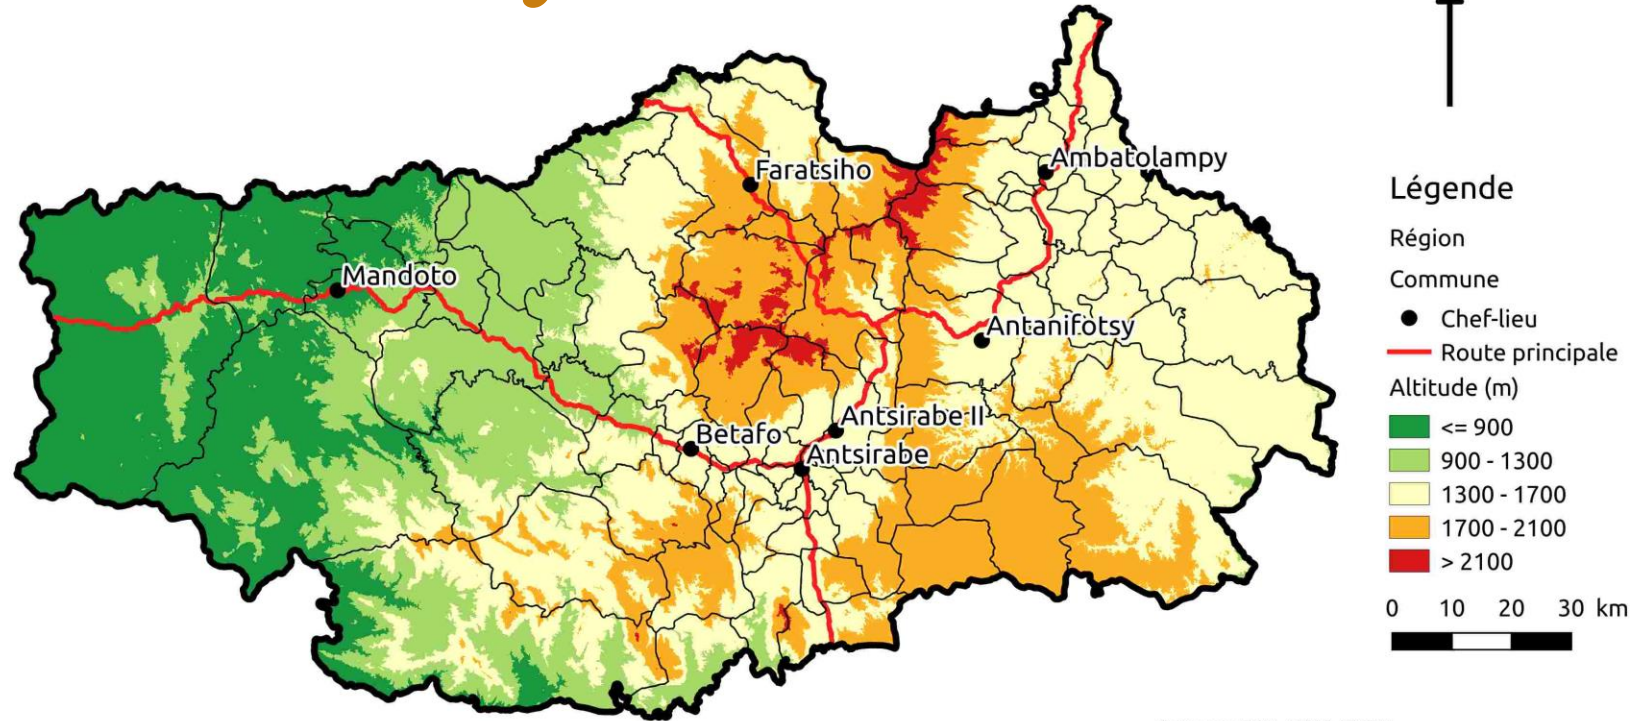 Faratsiho
Ambatolampy
Mandoto
Antanifotsy
Antsirabe II
Betafo
Antsirabe
Légende
Région
Commune
Chef-lieu
Route principale
Altitude (m)
<= 900
900 - 1300
1300 - 1700
1700 - 2100
> 2100
0 10 20 30 km